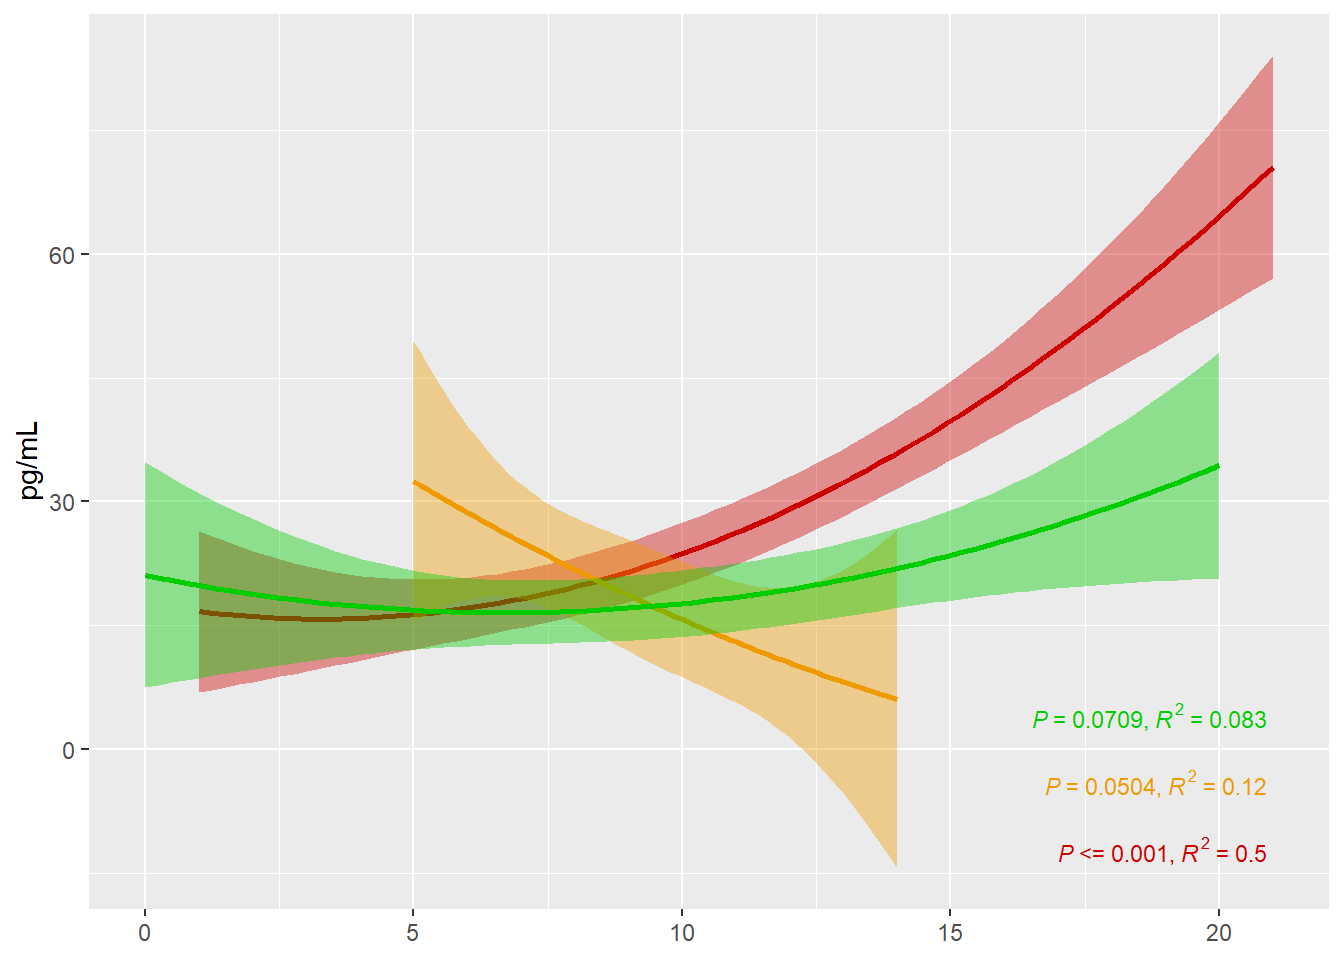 pg/mL
60
30
0
P = 0.0709, R² = 0.083
P = 0.0504, R² = 0.12
P <= 0.001, R² = 0.5
0 5 10 15 20